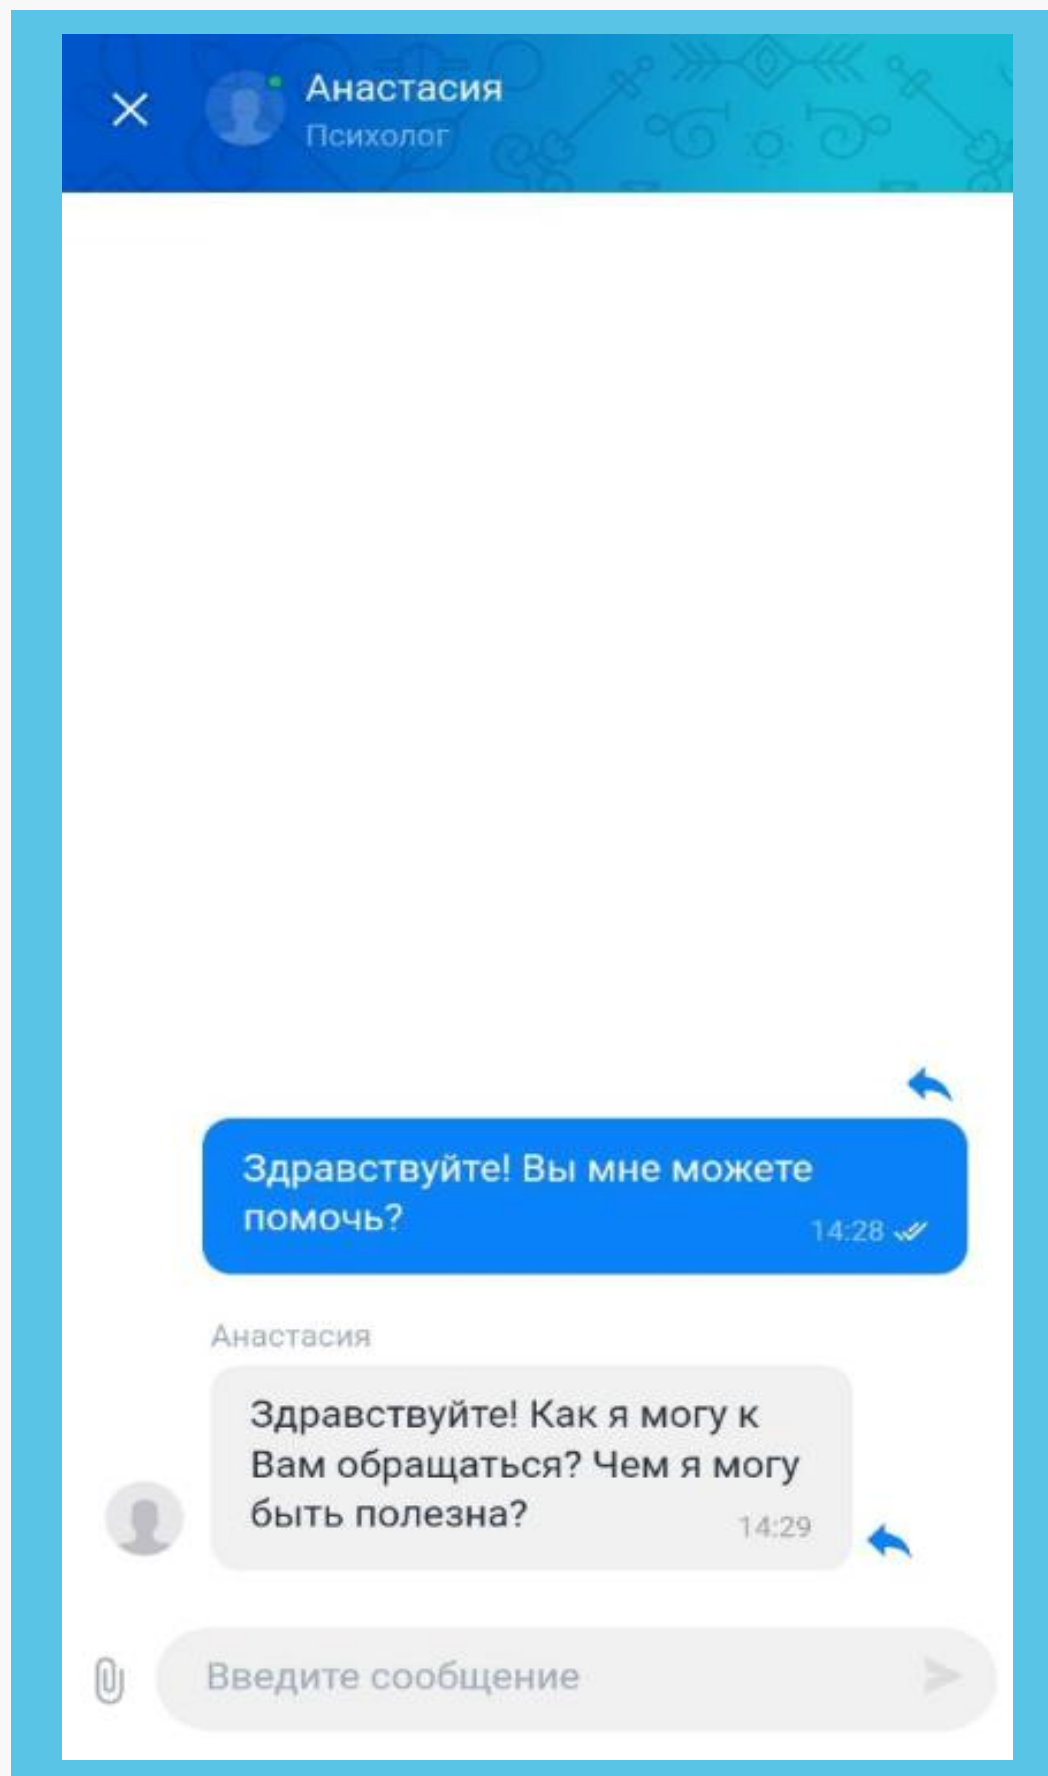 Анастасия
Психолог
Здравствуйте! Вы мне можете
помочь?
14:28
Анастасия
Здравствуйте! Как я могу к
Вам обращаться? Чем я могу
быть полезна?
14:29
Введите сообщение